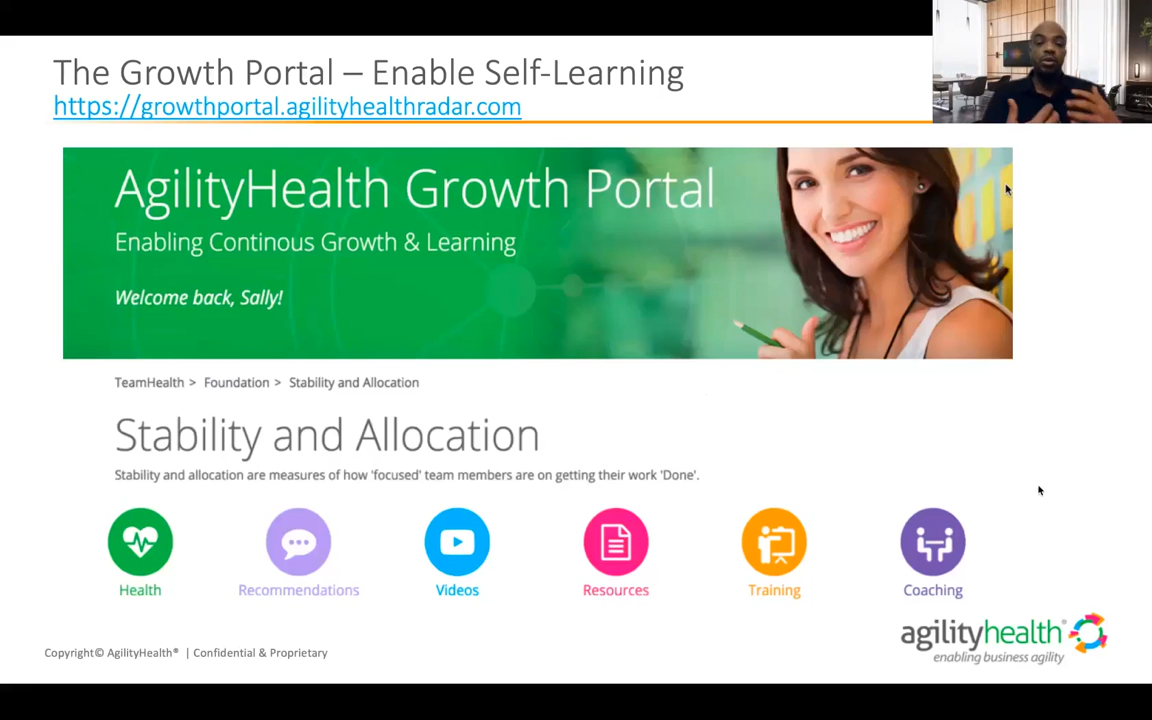 The Growth Portal – Enable Self-Learning
https://growthportal.agilityhealthradar.com
AgilityHealth Growth Portal
Enabling Continous Growth & Learning
Welcome back, Sally!
TeamHealth > Foundation > Stability and Allocation
Stability and Allocation
Stability and allocation are measures of how 'focused' team members are on getting their work 'Done'.
Health Recommendations Videos Resources Training Coaching
agilityhealth®
enabling business agility
Copyright© AgilityHealth® | Confidential & Proprietary